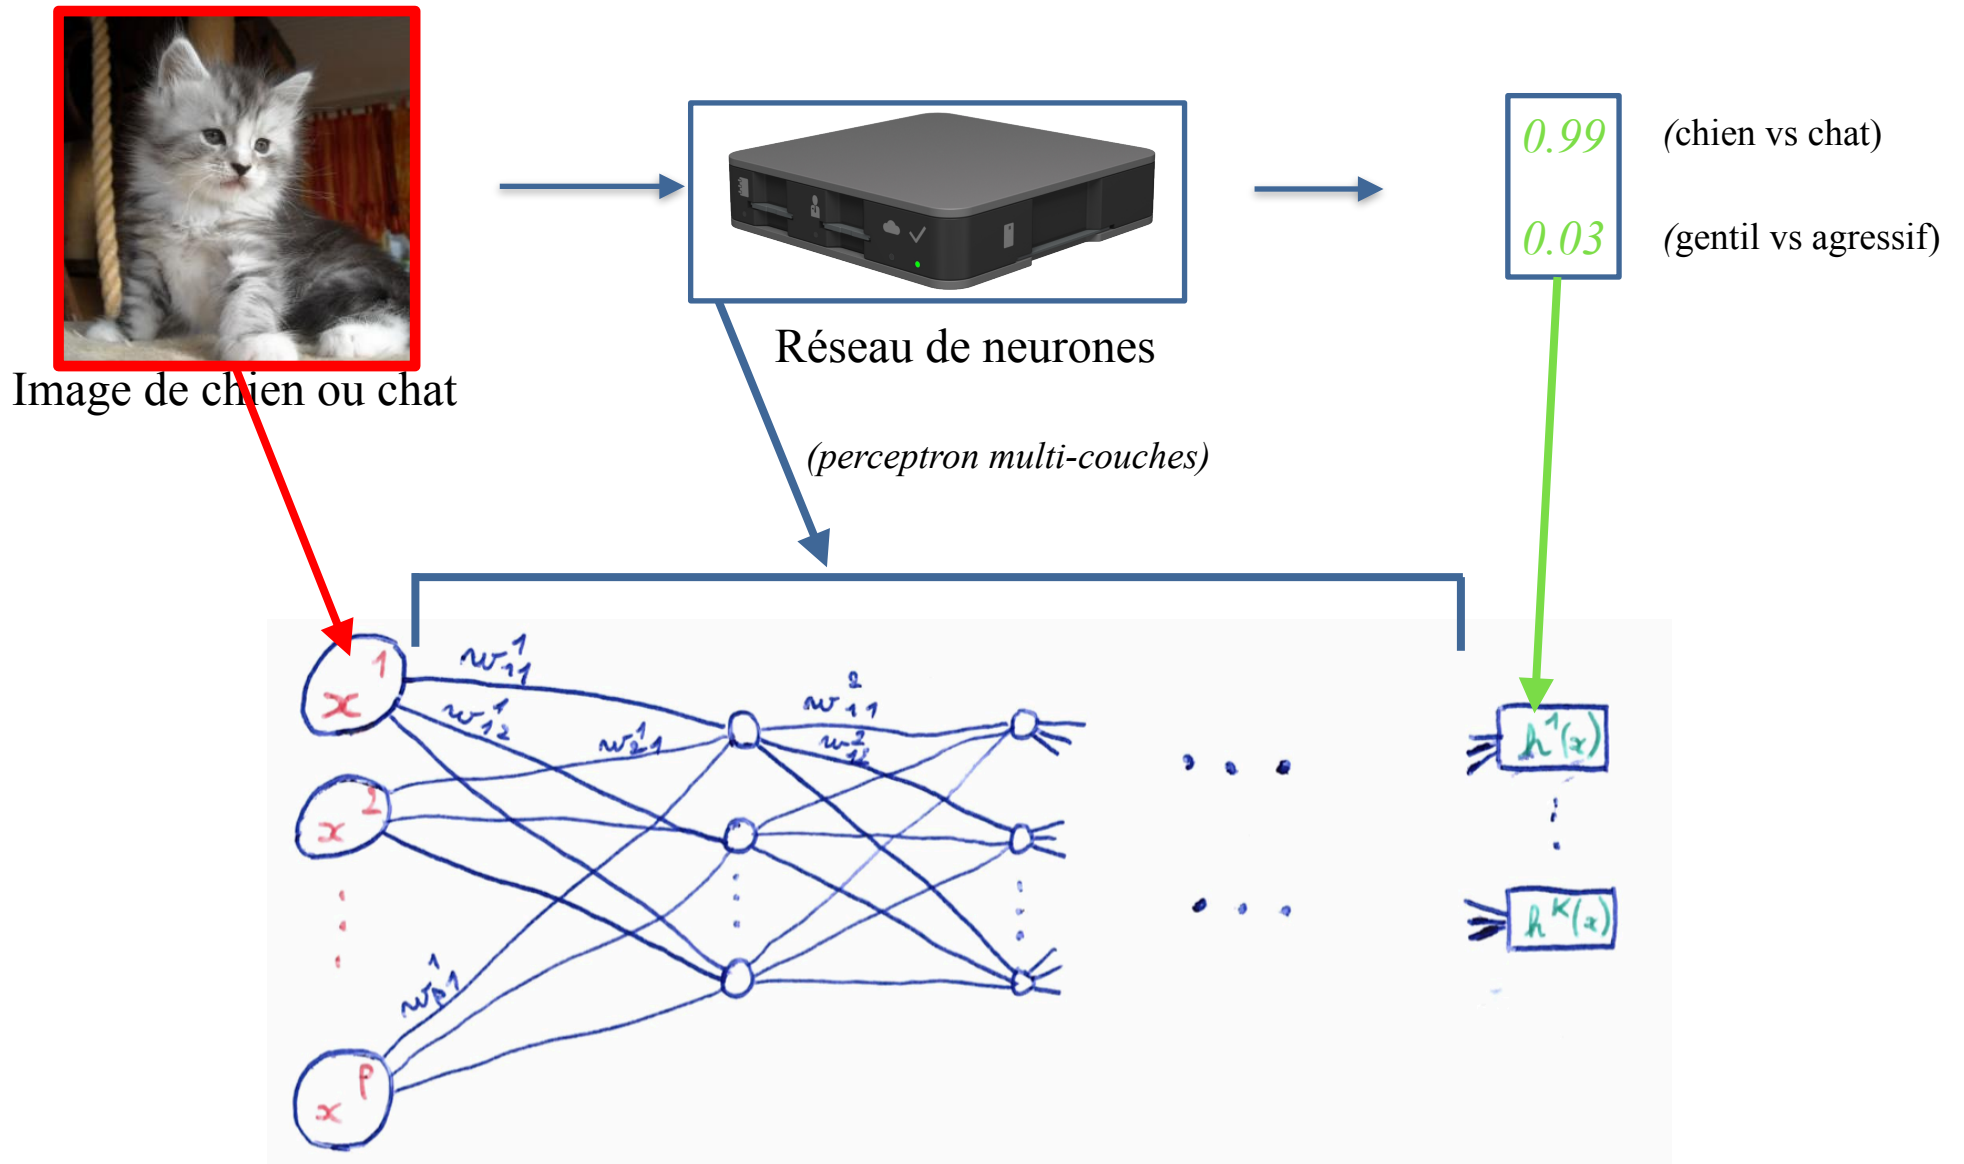 0.99
(chien vs chat)
0.03
(gentil vs agressif)
Réseau de neurones
Image de chien ou chat
(perceptron multi-couches)
x¹
w¹₁₁
w¹₁₂
w¹₂₁
w²₁₁
w²₁₂
h¹(x)
x²
hᴷ(x)
w¹ₚ₁
xᵖ